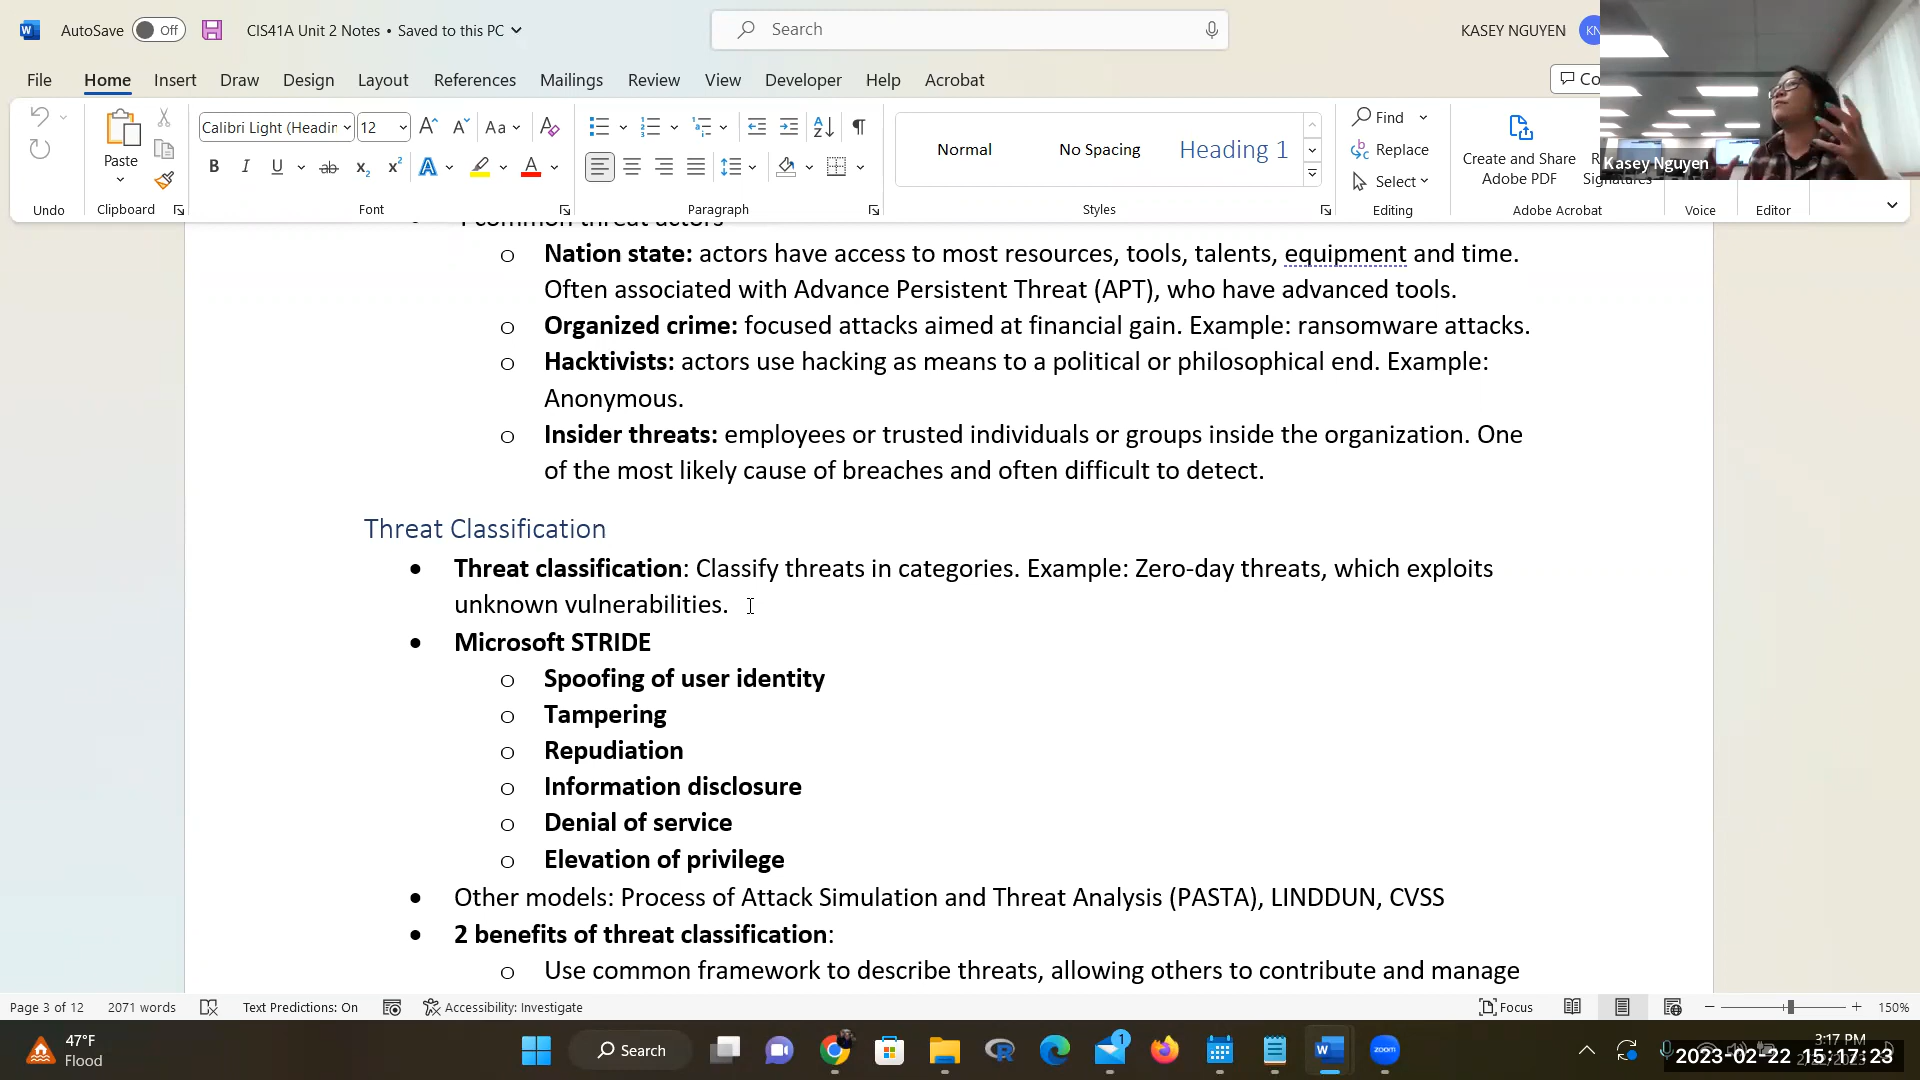 AutoSave Off CIS41A Unit 2 Notes • Saved to this PC Search KASEY NGUYEN KN
File Home Insert Draw Design Layout References Mailings Review View Developer Help Acrobat Co
Paste
Calibri Light (Headin 12 Aa
Normal No Spacing Heading 1
Find
Replace
Select
Create and Share
Adobe PDF
Signatures
Kasey Nguyen
Undo Clipboard Font Paragraph Styles Editing Adobe Acrobat Voice Editor
common threat actors
o Nation state: actors have access to most resources, tools, talents, equipment and time.
Often associated with Advance Persistent Threat (APT), who have advanced tools.
o Organized crime: focused attacks aimed at financial gain. Example: ransomware attacks.
o Hacktivists: actors use hacking as means to a political or philosophical end. Example:
Anonymous.
o Insider threats: employees or trusted individuals or groups inside the organization. One
of the most likely cause of breaches and often difficult to detect.
Threat Classification
• Threat classification: Classify threats in categories. Example: Zero-day threats, which exploits
unknown vulnerabilities.
• Microsoft STRIDE
o Spoofing of user identity
o Tampering
o Repudiation
o Information disclosure
o Denial of service
o Elevation of privilege
• Other models: Process of Attack Simulation and Threat Analysis (PASTA), LINDDUN, CVSS
• 2 benefits of threat classification:
o Use common framework to describe threats, allowing others to contribute and manage
Page 3 of 12 2071 words Text Predictions: On Accessibility: Investigate Focus 150%
47°F
Flood
Search
zoom
1
3:17 PM
2023-02-22 15:17:23